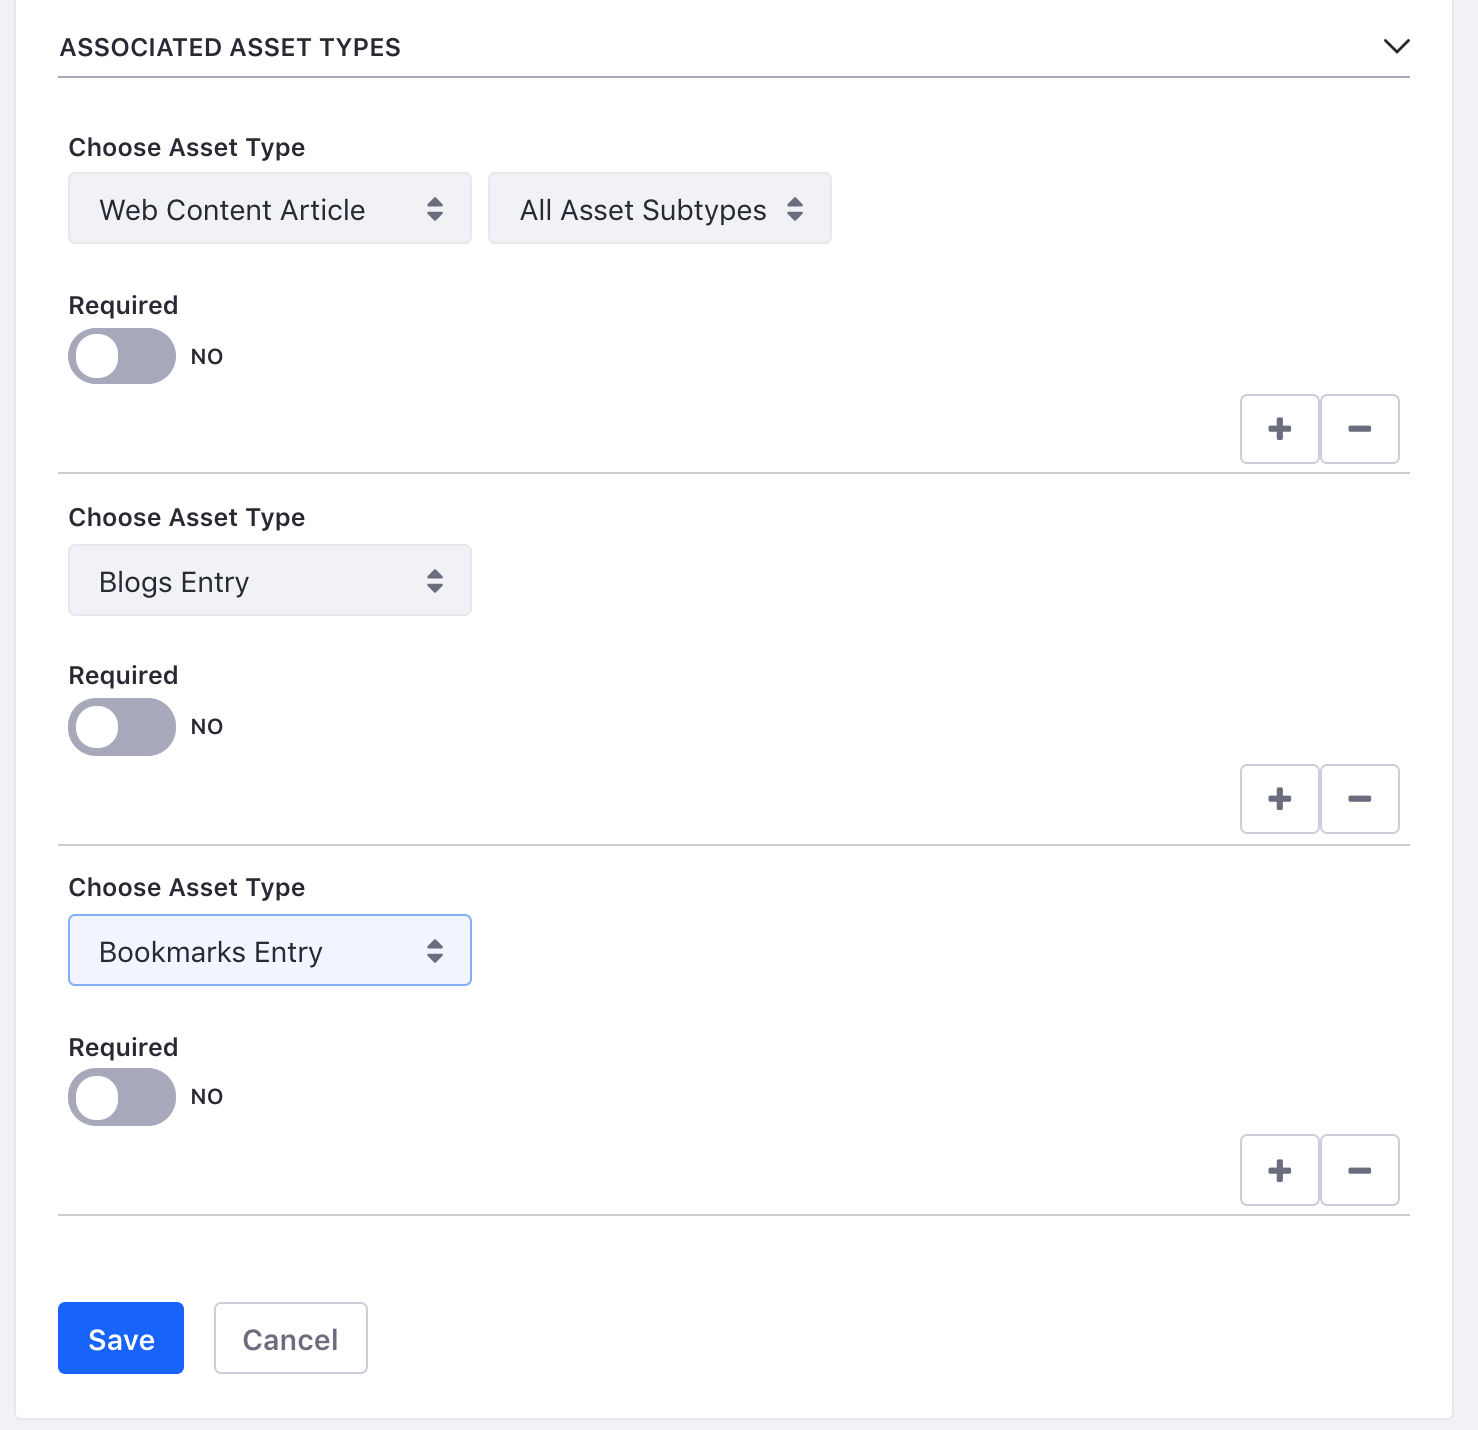 ASSOCIATED ASSET TYPES
Choose Asset Type
Web Content Article
All Asset Subtypes
Required
NO
Choose Asset Type
Blogs Entry
Required
NO
Choose Asset Type
Bookmarks Entry
Required
NO
Save
Cancel